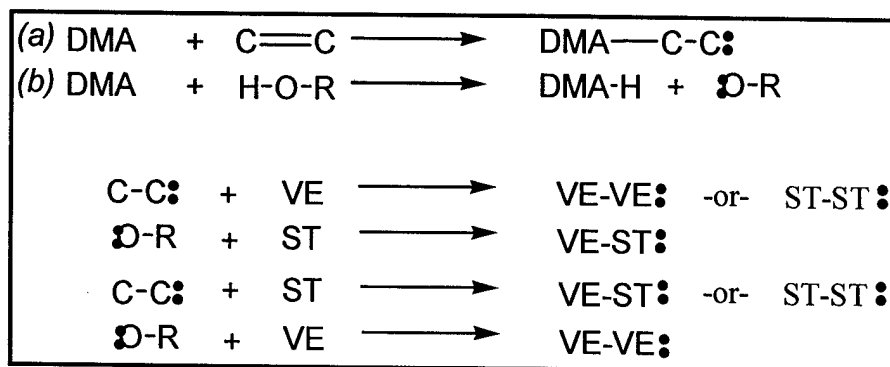 (a) DMA + C=C ⟶ DMA—C-C:
(b) DMA + H-O-R ⟶ DMA-H + :O-R
C-C: + VE ⟶ VE-VE: -or- ST-ST:
:O-R + ST ⟶ VE-ST:
C-C: + ST ⟶ VE-ST: -or- ST-ST:
:O-R + VE ⟶ VE-VE: